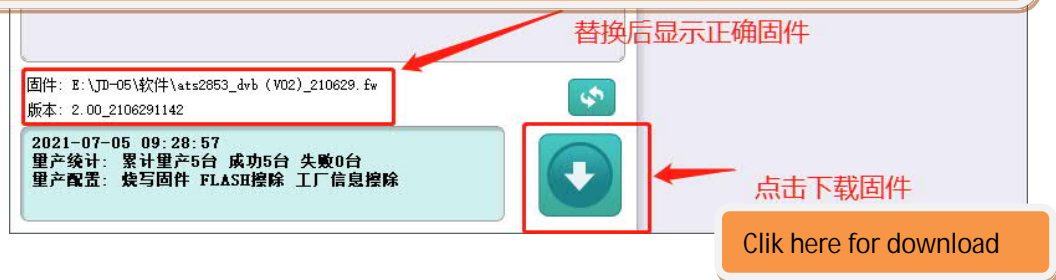 替换后显示正确固件
固件: E:\JD-05\软件\ats2853_dvb (V02)_210629.fw
版本: 2.00_2106291142
2021-07-05 09:28:57
量产统计: 累计量产5台 成功5台 失败0台
量产配置: 烧写固件 FLASH擦除 工厂信息擦除
点击下载固件
Clik here for download